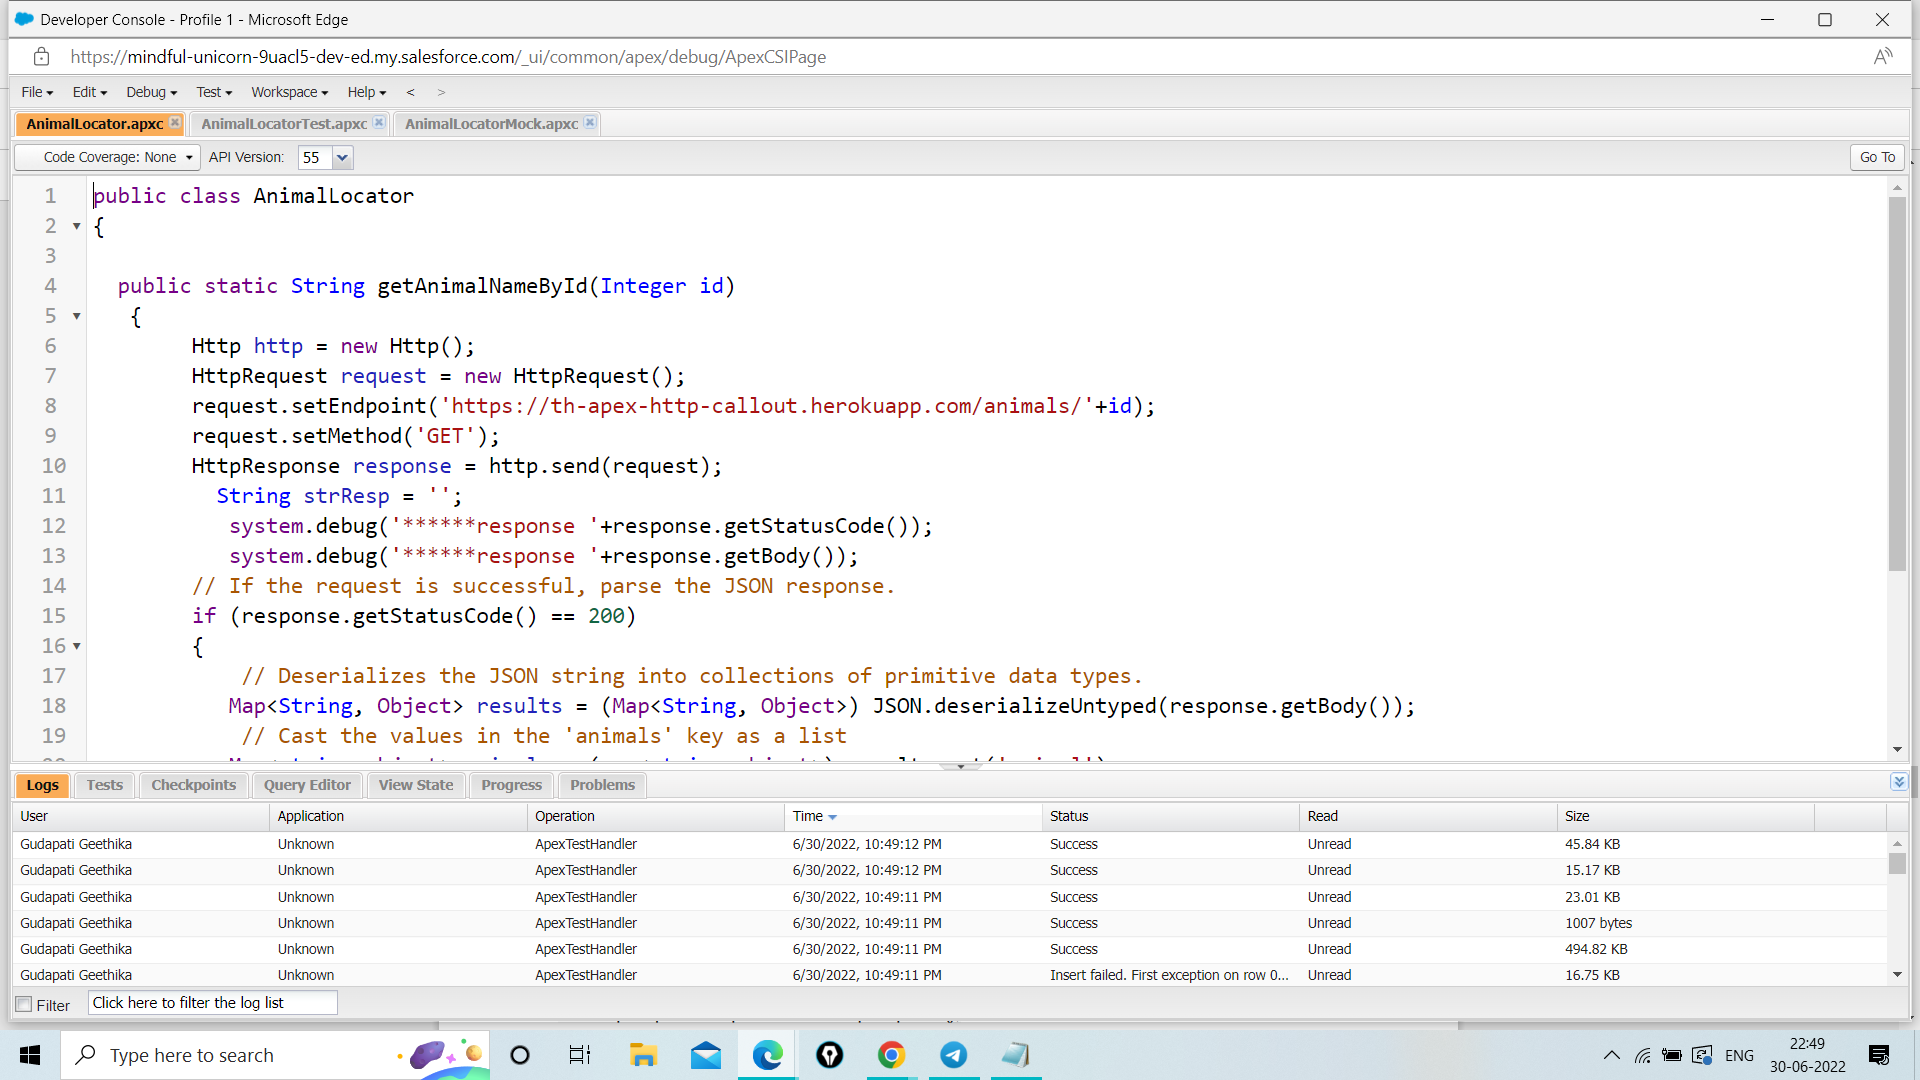 Developer Console - Profile 1 - Microsoft Edge
https://mindful-unicorn-9uacl5-dev-ed.my.salesforce.com/_ui/common/apex/debug/ApexCSIPage
File Edit Debug Test Workspace Help < >
AnimalLocator.apxc AnimalLocatorTest.apxc AnimalLocatorMock.apxc
Code Coverage: None API Version: 55 Go To
1 public class AnimalLocator
2 {
3
4 public static String getAnimalNameById(Integer id)
5 {
6 Http http = new Http();
7 HttpRequest request = new HttpRequest();
8 request.setEndpoint('https://th-apex-http-callout.herokuapp.com/animals/'+id);
9 request.setMethod('GET');
10 HttpResponse response = http.send(request);
11 String strResp = '';
12 system.debug('******response '+response.getStatusCode());
13 system.debug('******response '+response.getBody());
14 // If the request is successful, parse the JSON response.
15 if (response.getStatusCode() == 200)
16 {
17 // Deserializes the JSON string into collections of primitive data types.
18 Map<String, Object> results = (Map<String, Object>) JSON.deserializeUntyped(response.getBody());
19 // Cast the values in the 'animals' key as a list
Logs Tests Checkpoints Query Editor View State Progress Problems
User Application Operation Time Status Read Size
Gudapati Geethika Unknown ApexTestHandler 6/30/2022, 10:49:12 PM Success Unread 45.84 KB
Gudapati Geethika Unknown ApexTestHandler 6/30/2022, 10:49:12 PM Success Unread 15.17 KB
Gudapati Geethika Unknown ApexTestHandler 6/30/2022, 10:49:11 PM Success Unread 23.01 KB
Gudapati Geethika Unknown ApexTestHandler 6/30/2022, 10:49:11 PM Success Unread 1007 bytes
Gudapati Geethika Unknown ApexTestHandler 6/30/2022, 10:49:11 PM Success Unread 494.82 KB
Gudapati Geethika Unknown ApexTestHandler 6/30/2022, 10:49:11 PM Insert failed. First exception on row 0... Unread 16.75 KB
Filter Click here to filter the log list
Type here to search
ENG
22:49
30-06-2022